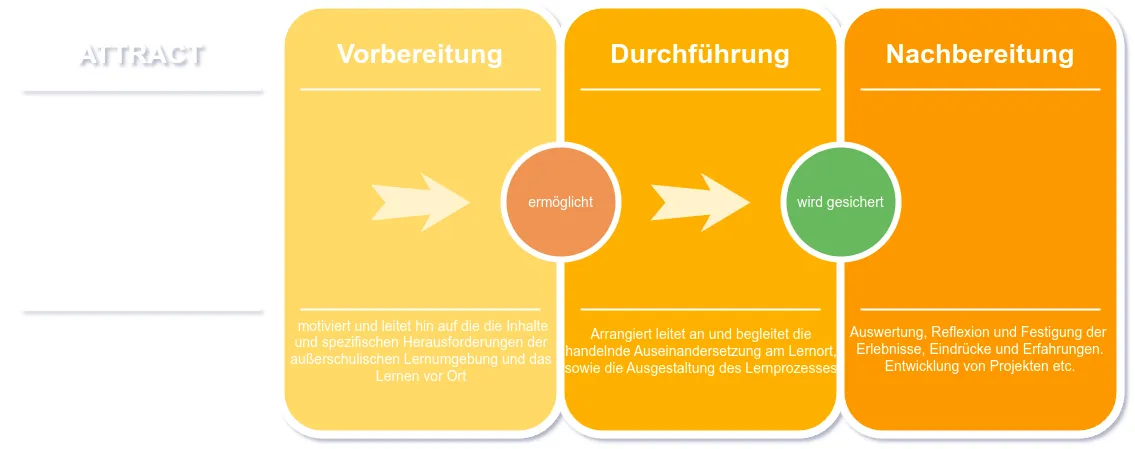 ATTRACT
Vorbereitung
Durchführung
Nachbereitung
ermöglicht
wird gesichert
motiviert und leitet hin auf die die Inhalte
und spezifischen Herausforderungen der
außerschulischen Lernumgebung und das
Lernen vor Ort
Arrangiert leitet an und begleitet die
handelnde Auseinandersetzung am Lernort,
sowie die Ausgestaltung des Lernprozesses
Auswertung, Reflexion und Festigung der
Erlebnisse, Eindrücke und Erfahrungen.
Entwicklung von Projekten etc.